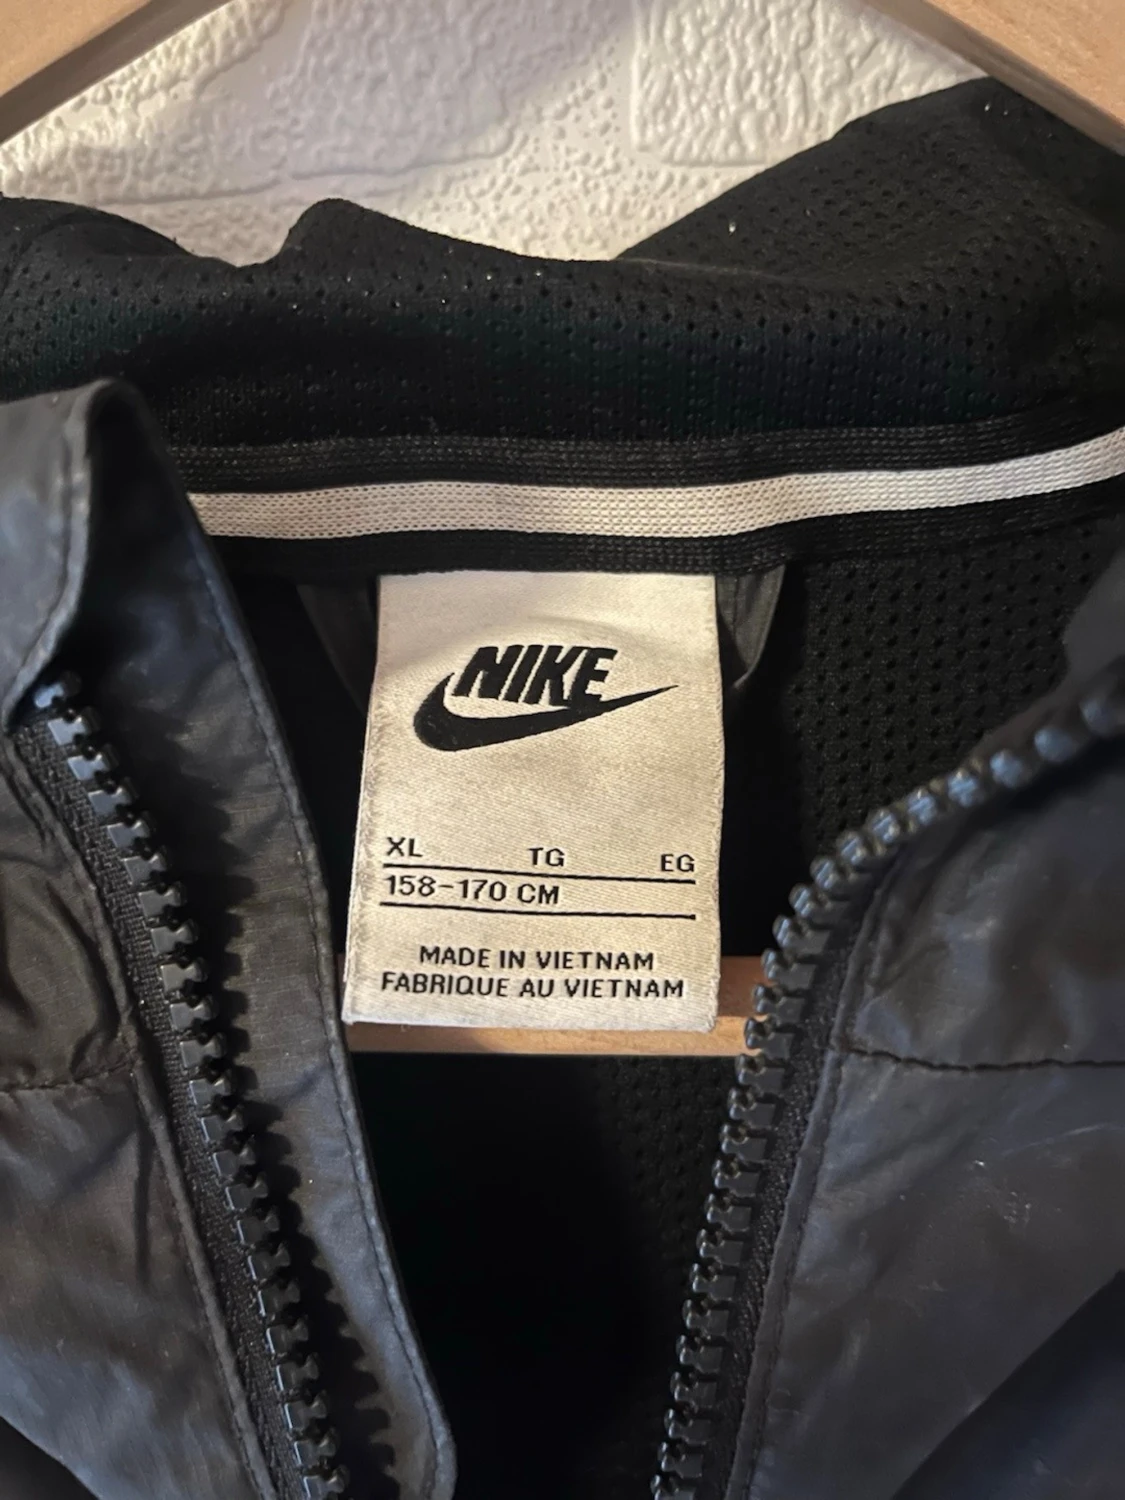 NIKE
XL TG EG
158-170 CM
MADE IN VIETNAM
FABRIQUE AU VIETNAM